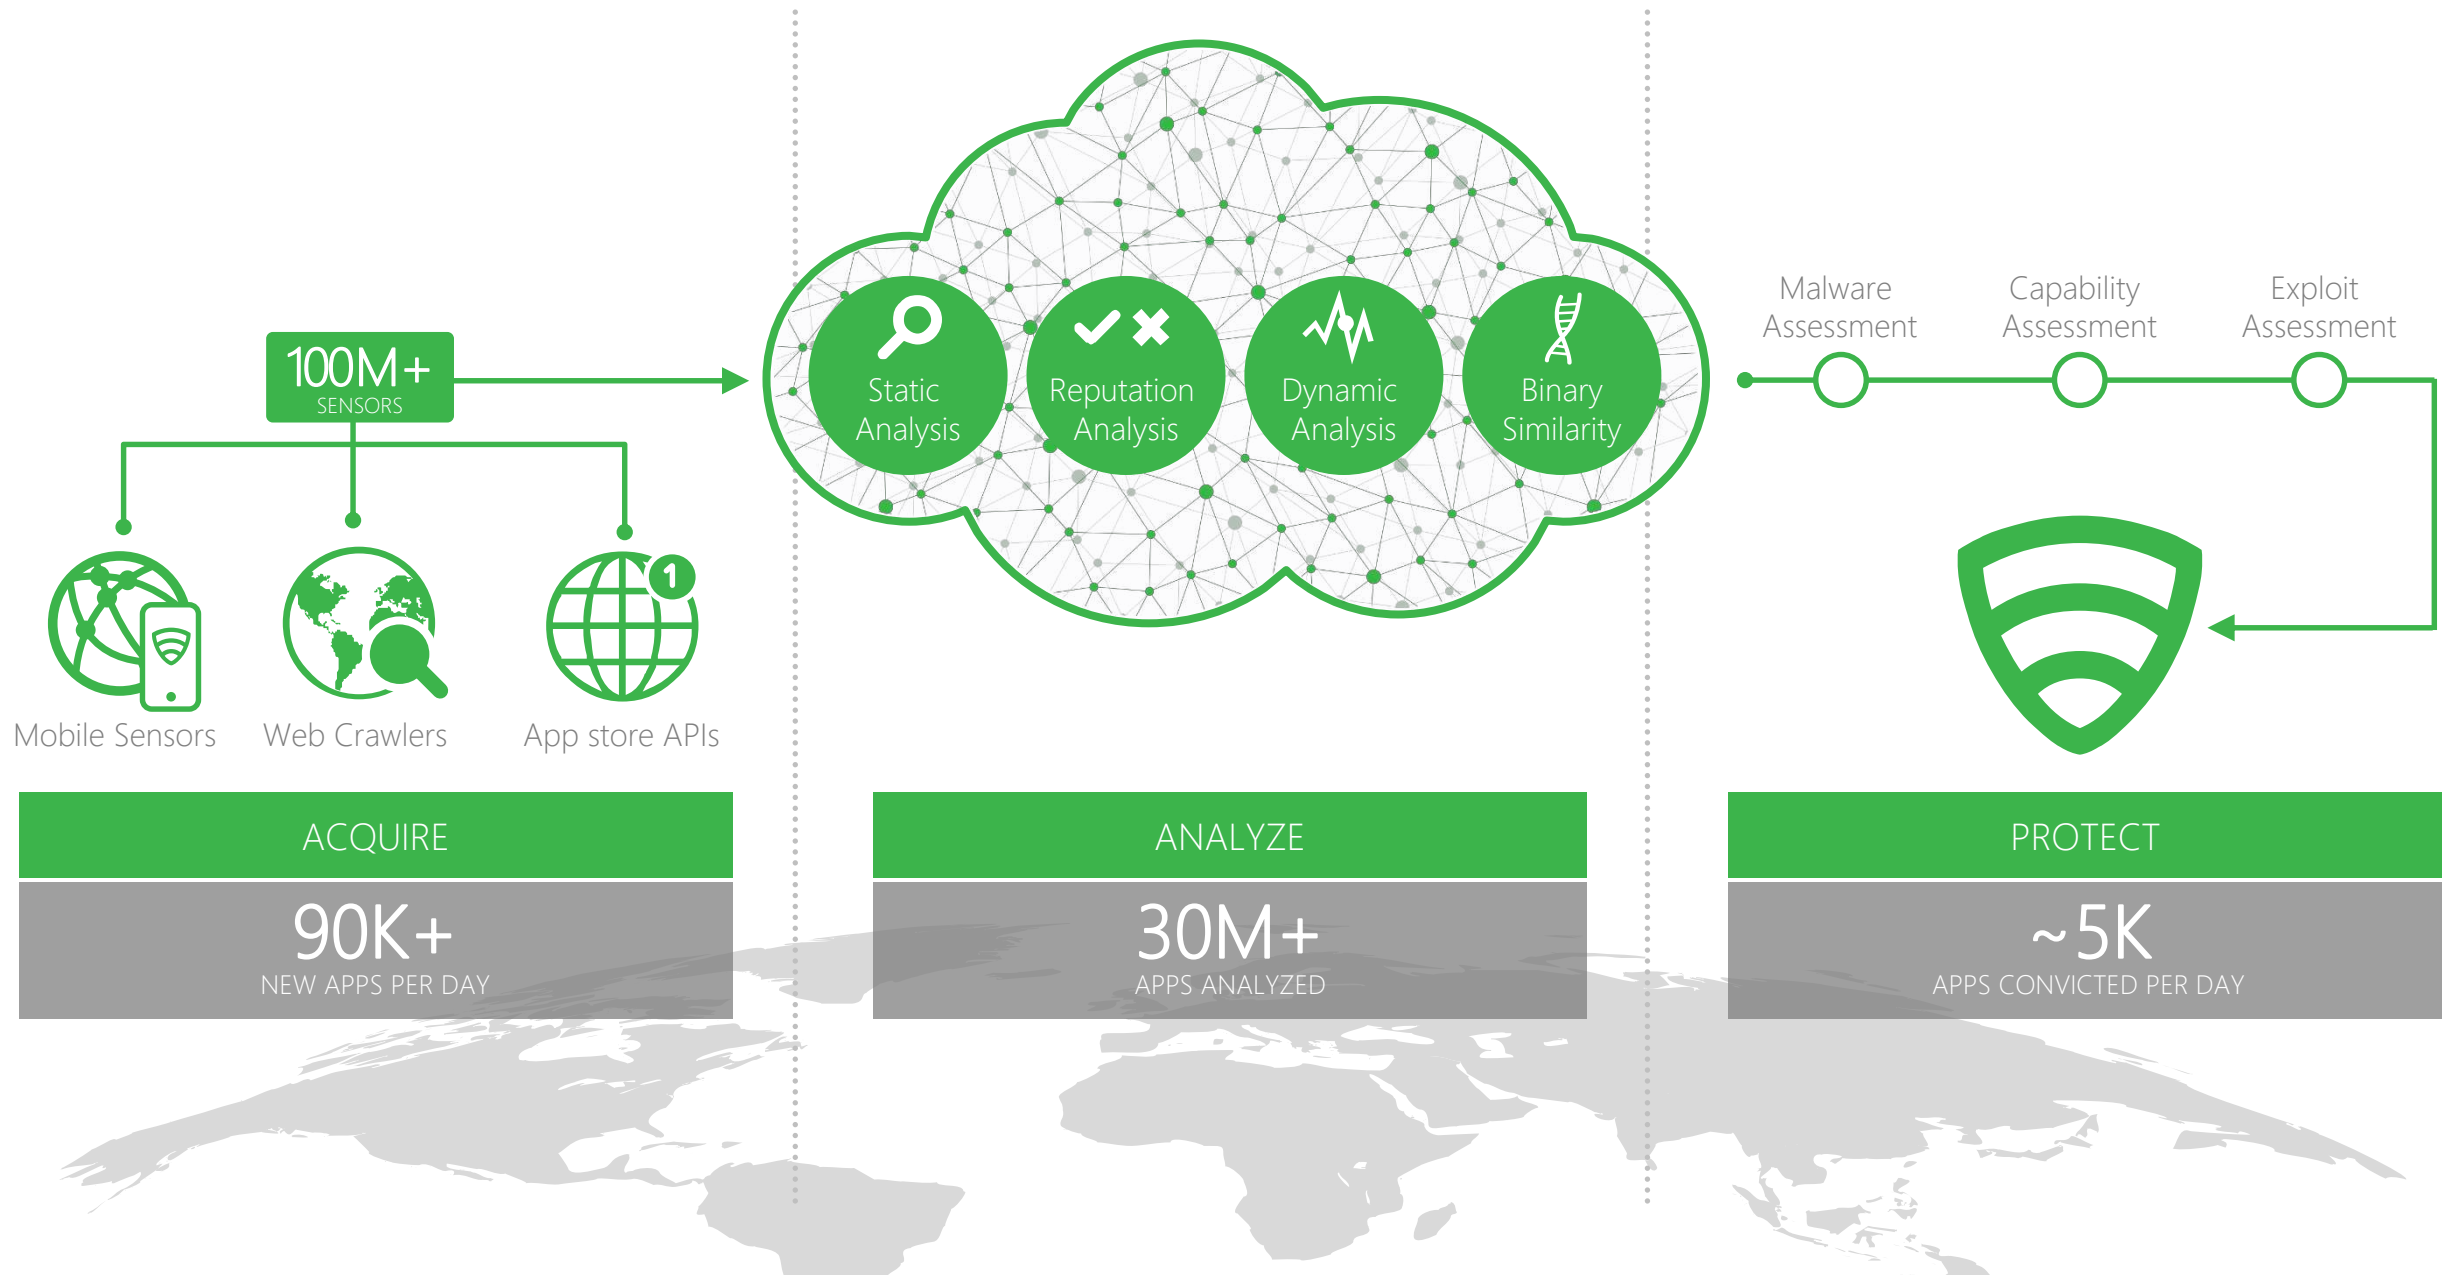 100M+
SENSORS
Mobile Sensors
Web Crawlers
App store APIs
1
ACQUIRE
90K+
NEW APPS PER DAY
Static
Analysis
Reputation
Analysis
Dynamic
Analysis
Binary
Similarity
ANALYZE
30M+
APPS ANALYZED
Malware
Assessment
Capability
Assessment
Exploit
Assessment
PROTECT
~5K
APPS CONVICTED PER DAY